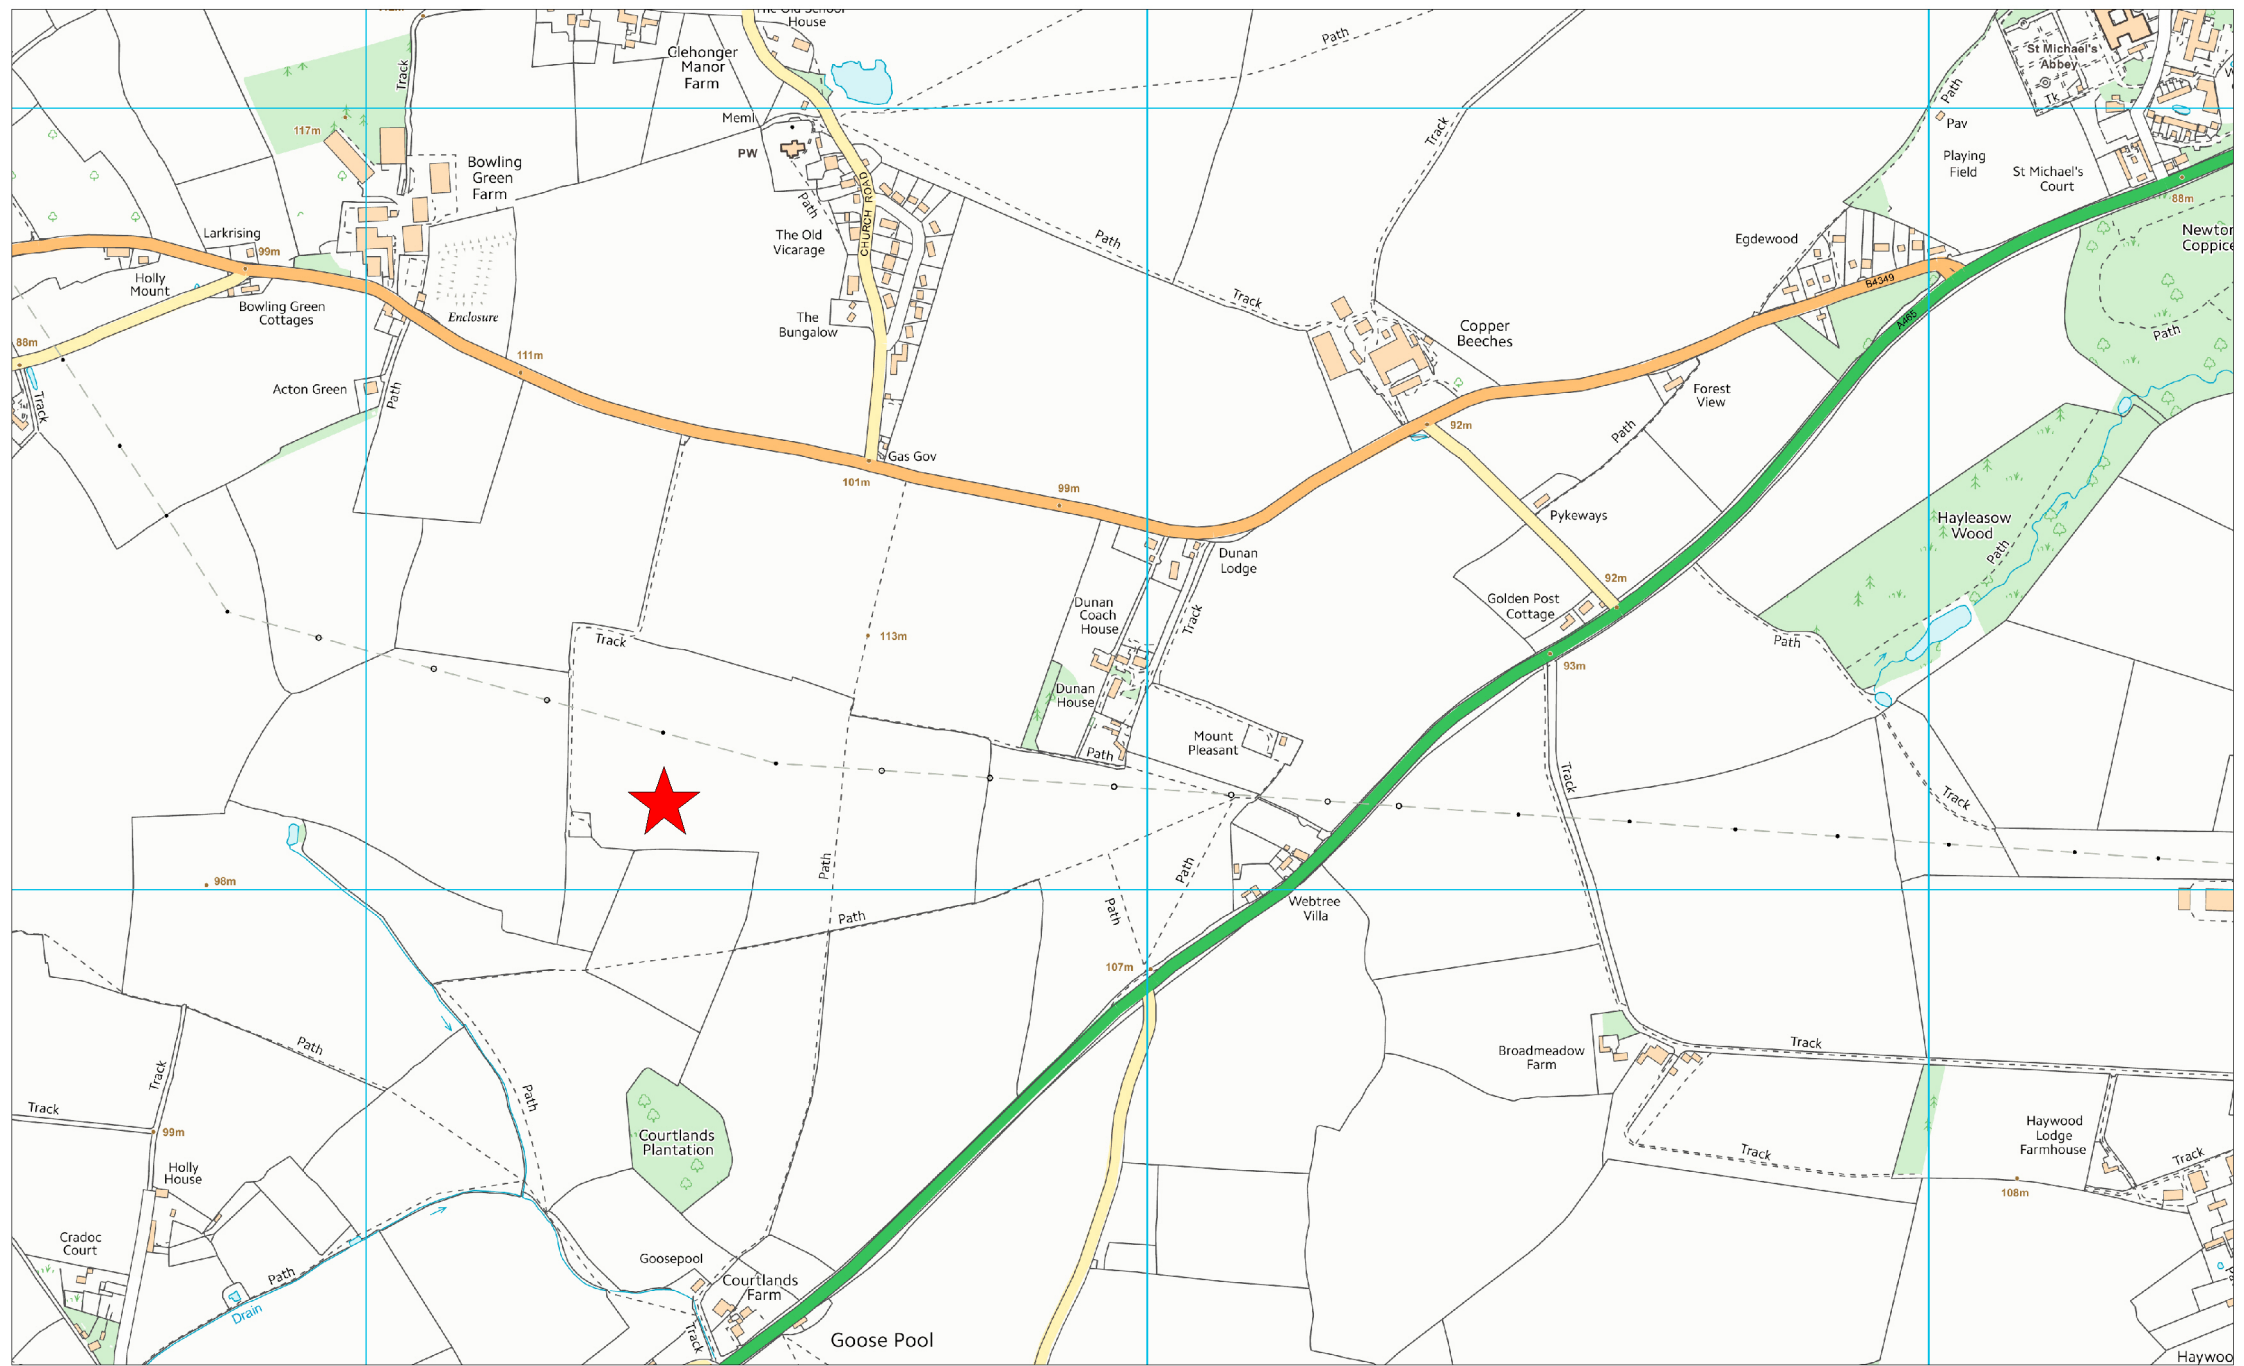 The Old School
House
Clehonger
Manor
Farm
Path
Track
St Michael's
Abbey
Tk
Path
Pav
Playing
Field
St Michael's
Court
88m
Newton
Coppice
117m
Meml
PW
Path
Bowling
Green
Farm
CHURCH ROAD
Track
The Old
Vicarage
Path
Egdewood
Larkrising
99m
Holly
Mount
Bowling Green
Cottages
Enclosure
The
Bungalow
Track
Copper
Beeches
B4349
A465
Path
88m
111m
Acton Green
Path
Track
Forest
View
92m
Path
Gas Gov
101m
99m
Pykeways
Hayleasow
Wood
Path
Dunan
Lodge
92m
Golden Post
Cottage
Dunan
Coach
House
Track
Track
113m
Path
93m
Dunan
House
Mount
Pleasant
Path
Track
Track
Path
Path
98m
Path
Path
Webtree
Villa
107m
Path
Track
Broadmeadow
Farm
Track
Path
Track
99m
Courtlands
Plantation
Haywood
Lodge
Farmhouse
Track
Track
Holly
House
108m
Cradoc
Court
Goosepool
Path
Drain
Courtlands
Farm
Track
Goose Pool
Haywoo